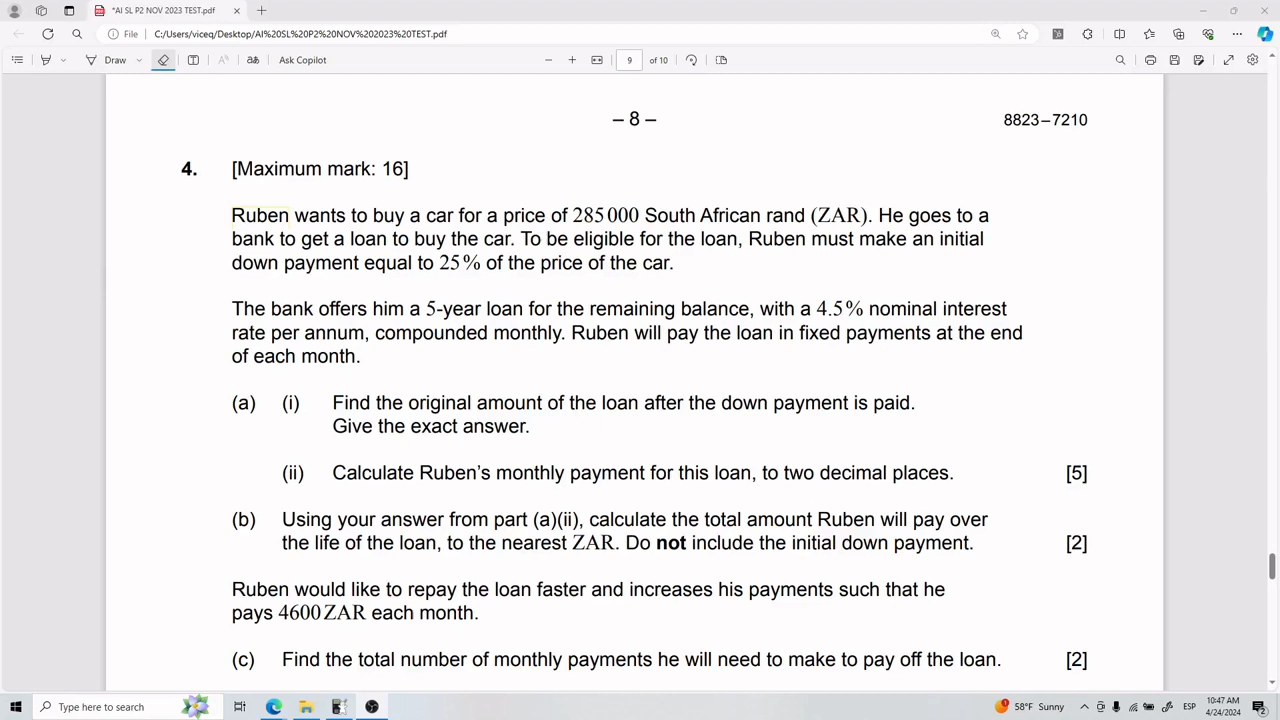 *AI SL P2 NOV 2023 TEST.pdf
File
C:/Users/viceq/Desktop/AI%20SL%20P2%20NOV%202023%20TEST.pdf
Draw
Ask Copilot
9
of 10
– 8 –
8823–7210
4. [Maximum mark: 16]
Ruben wants to buy a car for a price of 285 000 South African rand (ZAR). He goes to a
bank to get a loan to buy the car. To be eligible for the loan, Ruben must make an initial
down payment equal to 25 % of the price of the car.
The bank offers him a 5-year loan for the remaining balance, with a 4.5 % nominal interest
rate per annum, compounded monthly. Ruben will pay the loan in fixed payments at the end
of each month.
(a) (i) Find the original amount of the loan after the down payment is paid.
Give the exact answer.
(ii) Calculate Ruben's monthly payment for this loan, to two decimal places. [5]
(b) Using your answer from part (a)(ii), calculate the total amount Ruben will pay over
the life of the loan, to the nearest ZAR. Do not include the initial down payment. [2]
Ruben would like to repay the loan faster and increases his payments such that he
pays 4600 ZAR each month.
(c) Find the total number of monthly payments he will need to make to pay off the loan. [2]
Type here to search
1
58°F Sunny
ESP
10:47 AM
4/24/2024
2